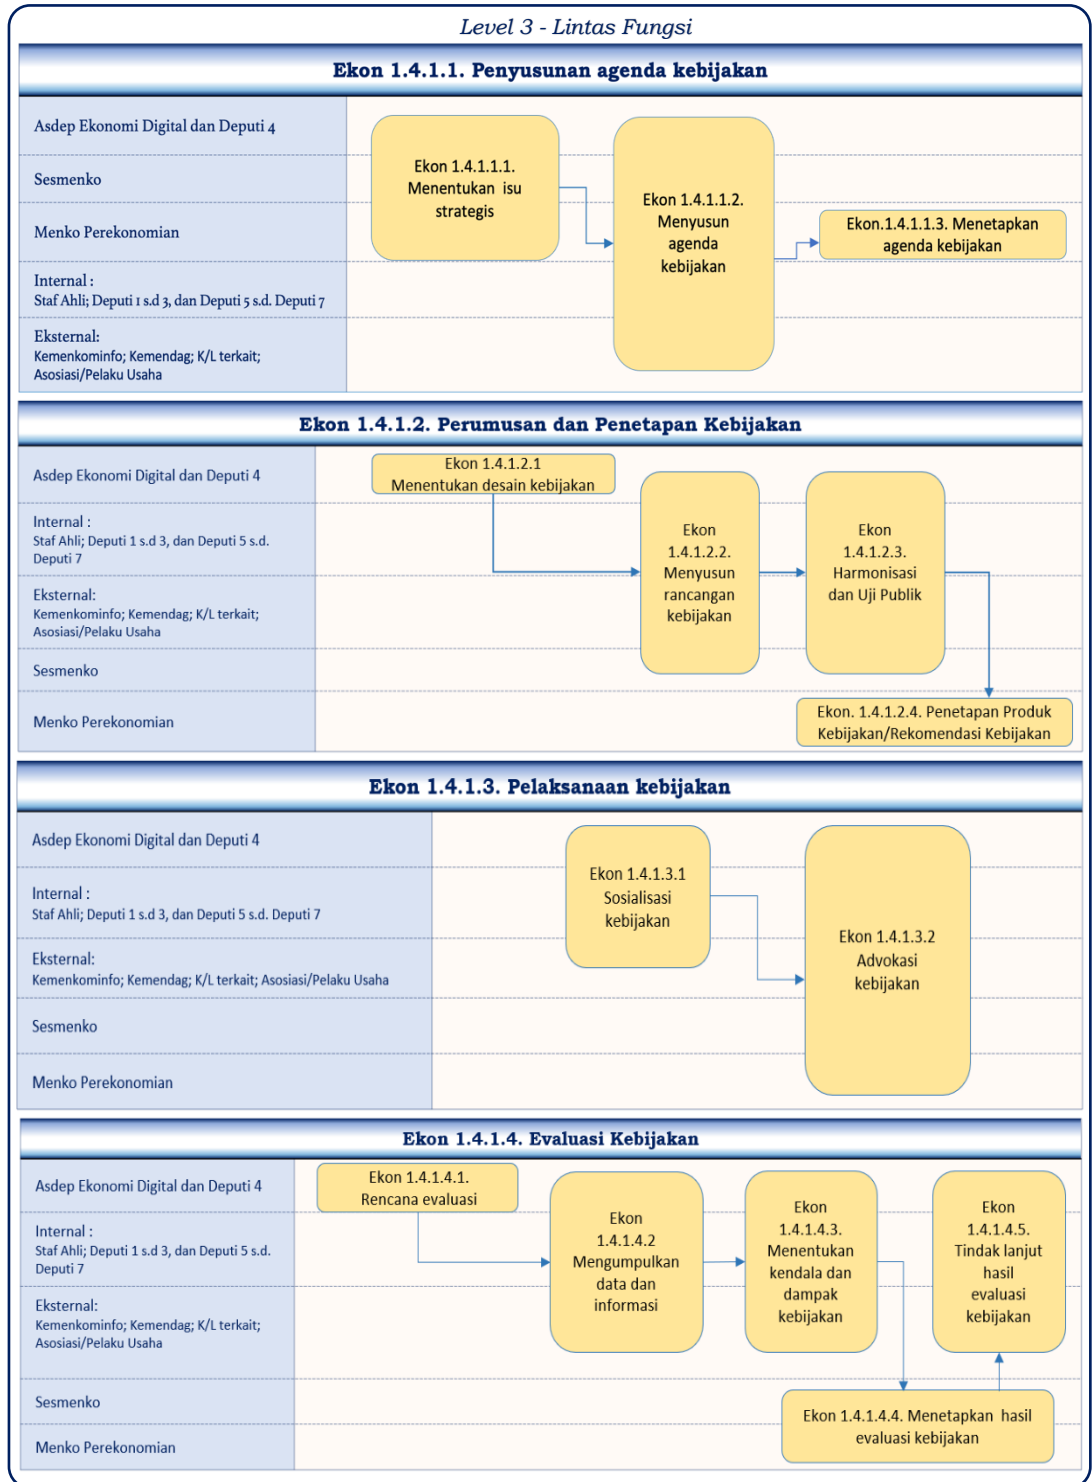 Level 3 - Lintas Fungsi
Ekon 1.4.1.1. Penyusunan agenda kebijakan
Asdep Ekonomi Digital dan Deputi 4
Sesmenko
Menko Perekonomian
Internal :
Staf Ahli; Deputi 1 s.d 3, dan Deputi 5 s.d. Deputi 7
Eksternal:
Kemenkominfo; Kemendag; K/L terkait;
Asosiasi/Pelaku Usaha
Ekon 1.4.1.1.1.
Menentukan isu
strategis
Ekon 1.4.1.1.2.
Menyusun
agenda
kebijakan
Ekon.1.4.1.1.3. Menetapkan
agenda kebijakan
Ekon 1.4.1.2. Perumusan dan Penetapan Kebijakan
Asdep Ekonomi Digital dan Deputi 4
Internal :
Staf Ahli; Deputi 1 s.d 3, dan Deputi 5 s.d.
Deputi 7
Eksternal:
Kemenkominfo; Kemendag; K/L terkait;
Asosiasi/Pelaku Usaha
Sesmenko
Menko Perekonomian
Ekon 1.4.1.2.1
Menentukan desain kebijakan
Ekon
1.4.1.2.2.
Menyusun
rancangan
kebijakan
Ekon
1.4.1.2.3.
Harmonisasi
dan Uji Publik
Ekon. 1.4.1.2.4. Penetapan Produk
Kebijakan/Rekomendasi Kebijakan
Ekon 1.4.1.3. Pelaksanaan kebijakan
Asdep Ekonomi Digital dan Deputi 4
Internal :
Staf Ahli; Deputi 1 s.d 3, dan Deputi 5 s.d. Deputi 7
Eksternal:
Kemenkominfo; Kemendag; K/L terkait; Asosiasi/Pelaku Usaha
Sesmenko
Menko Perekonomian
Ekon 1.4.1.3.1
Sosialisasi
kebijakan
Ekon 1.4.1.3.2
Advokasi
kebijakan
Ekon 1.4.1.4. Evaluasi Kebijakan
Asdep Ekonomi Digital dan Deputi 4
Internal :
Staf Ahli; Deputi 1 s.d 3, dan Deputi 5 s.d.
Deputi 7
Eksternal:
Kemenkominfo; Kemendag; K/L terkait;
Asosiasi/Pelaku Usaha
Sesmenko
Menko Perekonomian
Ekon 1.4.1.4.1.
Rencana evaluasi
Ekon
1.4.1.4.2
Mengumpulkan
data dan
informasi
Ekon
1.4.1.4.3.
Menentukan
kendala dan
dampak
kebijakan
Ekon 1.4.1.4.4. Menetapkan hasil
evaluasi kebijakan
Ekon
1.4.1.4.5.
Tindak lanjut
hasil
evaluasi
kebijakan